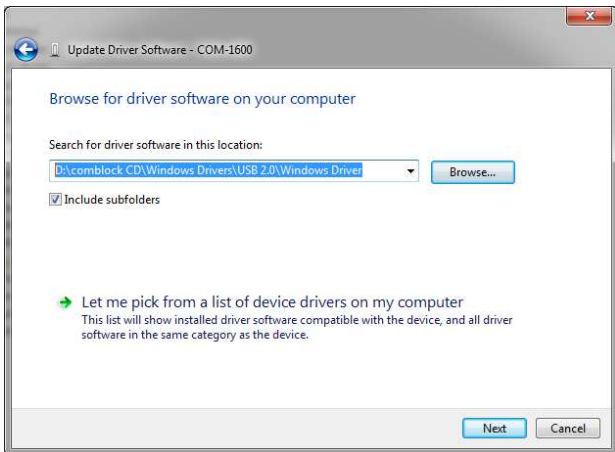 Update Driver Software - COM-1600
Browse for driver software on your computer
Search for driver software in this location:
D:\comblock CD\Windows Drivers\USB 2.0\Windows Driver
Browse...
Include subfolders
Let me pick from a list of device drivers on my computer
This list will show installed driver software compatible with the device, and all driver
software in the same category as the device.
Next
Cancel